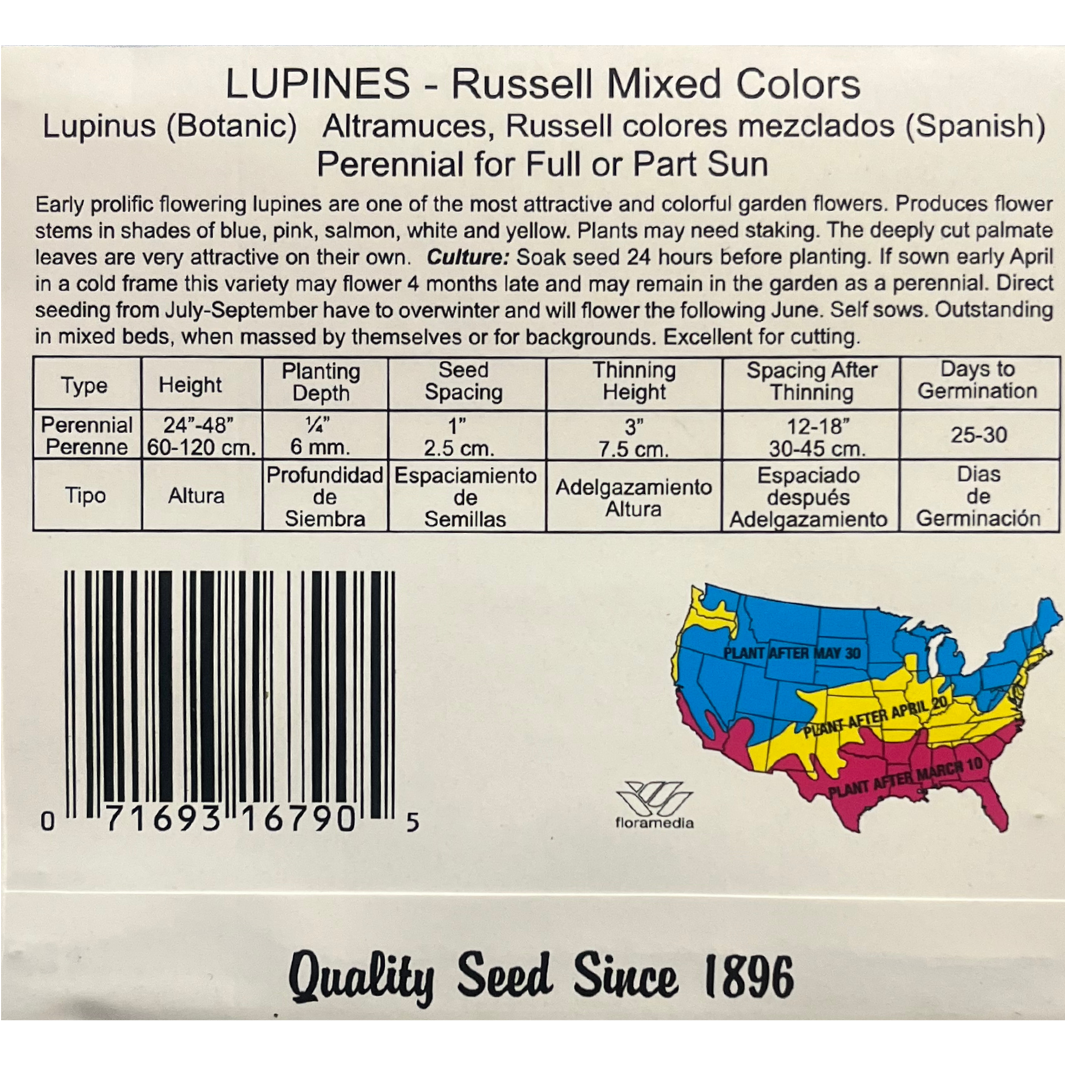 LUPINES - Russell Mixed Colors
Lupinus (Botanic) Altramuces, Russell colores mezclados (Spanish)
Perennial for Full or Part Sun
Early prolific flowering lupines are one of the most attractive and colorful garden flowers. Produces flower
stems in shades of blue, pink, salmon, white and yellow. Plants may need staking. The deeply cut palmate
leaves are very attractive on their own. Culture: Soak seed 24 hours before planting. If sown early April
in a cold frame this variety may flower 4 months late and may remain in the garden as a perennial. Direct
seeding from July-September have to overwinter and will flower the following June. Self sows. Outstanding
in mixed beds, when massed by themselves or for backgrounds. Excellent for cutting.
Type
Height
Planting
Depth
Seed
Spacing
Thinning
Height
Spacing After
Thinning
Days to
Germination
Perennial
Perenne
24”-48”
60-120 cm.
¼”
6 mm.
1”
2.5 cm.
3”
7.5 cm.
12-18”
30-45 cm.
25-30
Tipo
Altura
Profundidad
de
Siembra
Espaciamiento
de
Semillas
Adelgazamiento
Altura
Espaciado
después
Adelgazamiento
Dias
de
Germinación
PLANT AFTER MAY 30
PLANT AFTER APRIL 20
PLANT AFTER MARCH 10
floramedia
0 71693 16790 5
Quality Seed Since 1896